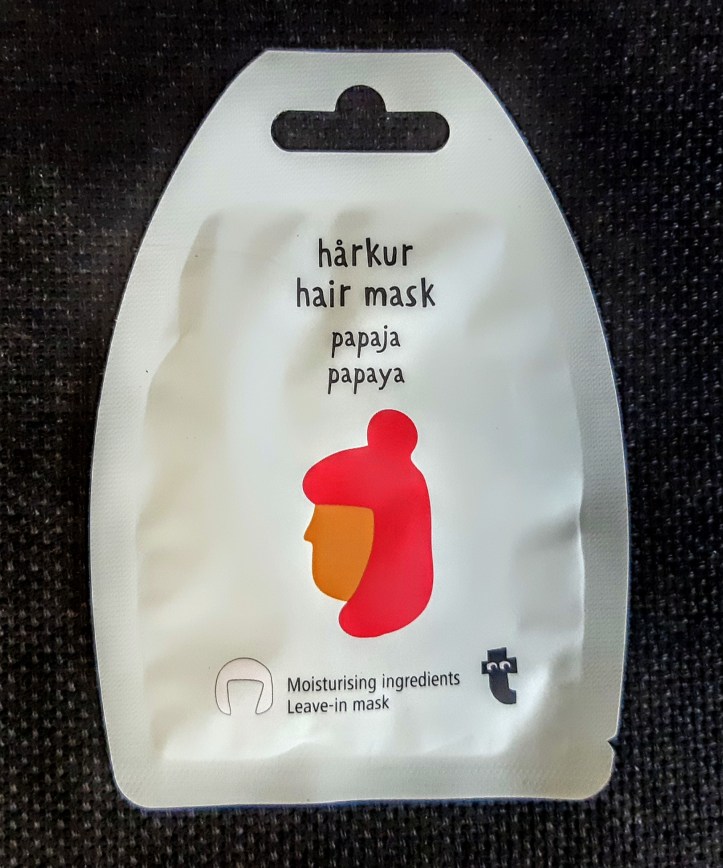 hårkur
hair mask
papaja
papaya
Moisturising ingredients
Leave-in mask
t